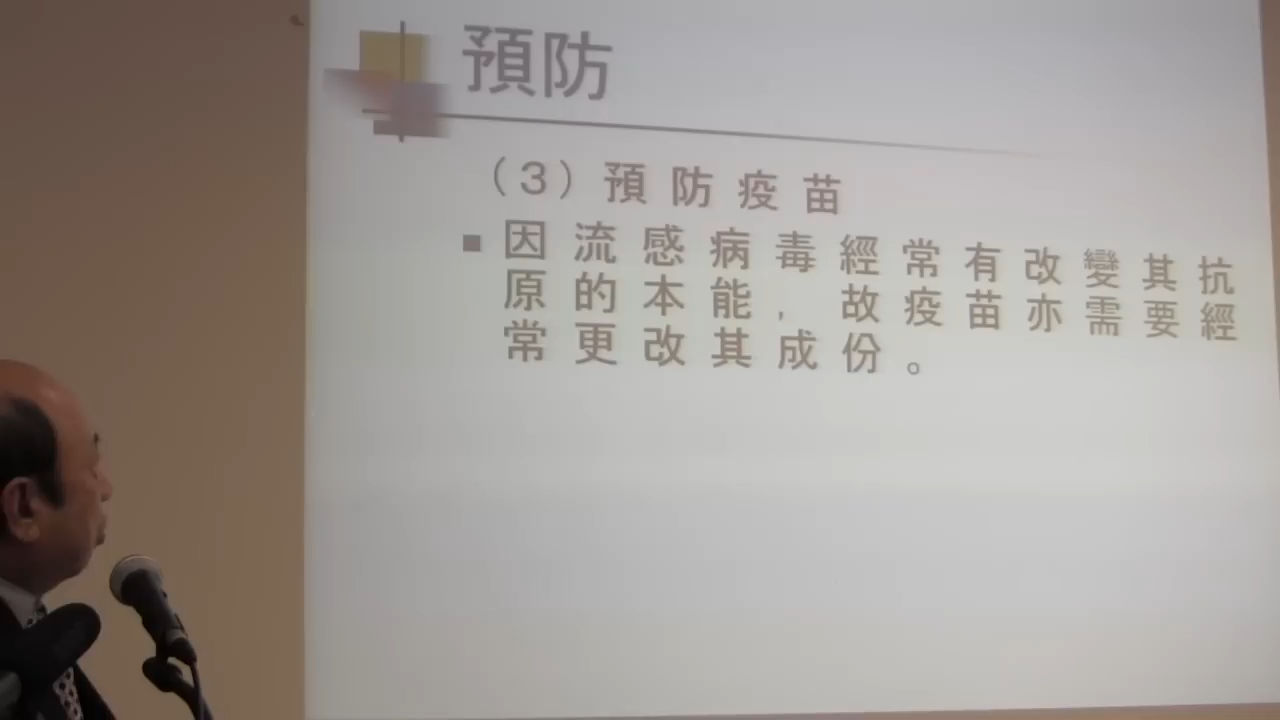 預防
(3)預防疫苗
■因流感病毒經常有改變其抗
原的本能,故疫苗亦需要經
常更改其成份。